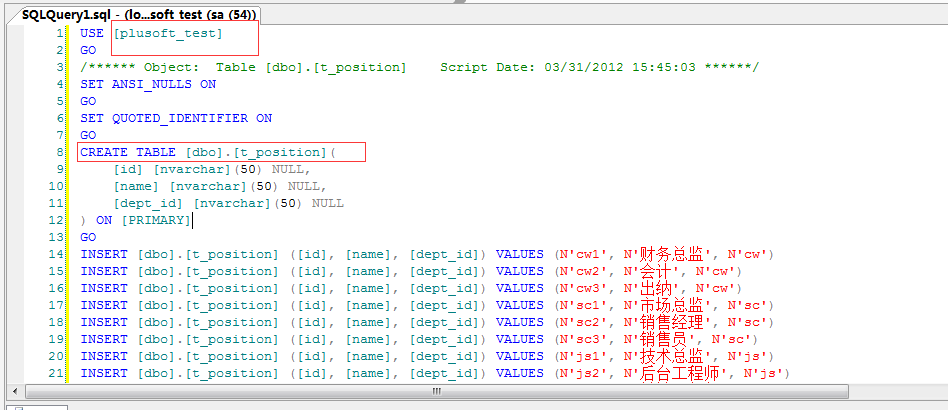 SQLQuery1.sql - (lo...soft_test (sa (54))
1 USE [plusoft_test]
2 GO
3 /****** Object:  Table [dbo].[t_position]    Script Date: 03/31/2012 15:45:03 ******/
4 SET ANSI_NULLS ON
5 GO
6 SET QUOTED_IDENTIFIER ON
7 GO
8 CREATE TABLE [dbo].[t_position](
9 [id] [nvarchar](50) NULL,
10 [name] [nvarchar](50) NULL,
11 [dept_id] [nvarchar](50) NULL
12 ) ON [PRIMARY]
13 GO
14 INSERT [dbo].[t_position] ([id], [name], [dept_id]) VALUES (N'cw1', N'财务总监', N'cw')
15 INSERT [dbo].[t_position] ([id], [name], [dept_id]) VALUES (N'cw2', N'会计', N'cw')
16 INSERT [dbo].[t_position] ([id], [name], [dept_id]) VALUES (N'cw3', N'出纳', N'cw')
17 INSERT [dbo].[t_position] ([id], [name], [dept_id]) VALUES (N'sc1', N'市场总监', N'sc')
18 INSERT [dbo].[t_position] ([id], [name], [dept_id]) VALUES (N'sc2', N'销售经理', N'sc')
19 INSERT [dbo].[t_position] ([id], [name], [dept_id]) VALUES (N'sc3', N'销售员', N'sc')
20 INSERT [dbo].[t_position] ([id], [name], [dept_id]) VALUES (N'js1', N'技术总监', N'js')
21 INSERT [dbo].[t_position] ([id], [name], [dept_id]) VALUES (N'js2', N'后台工程师', N'js')